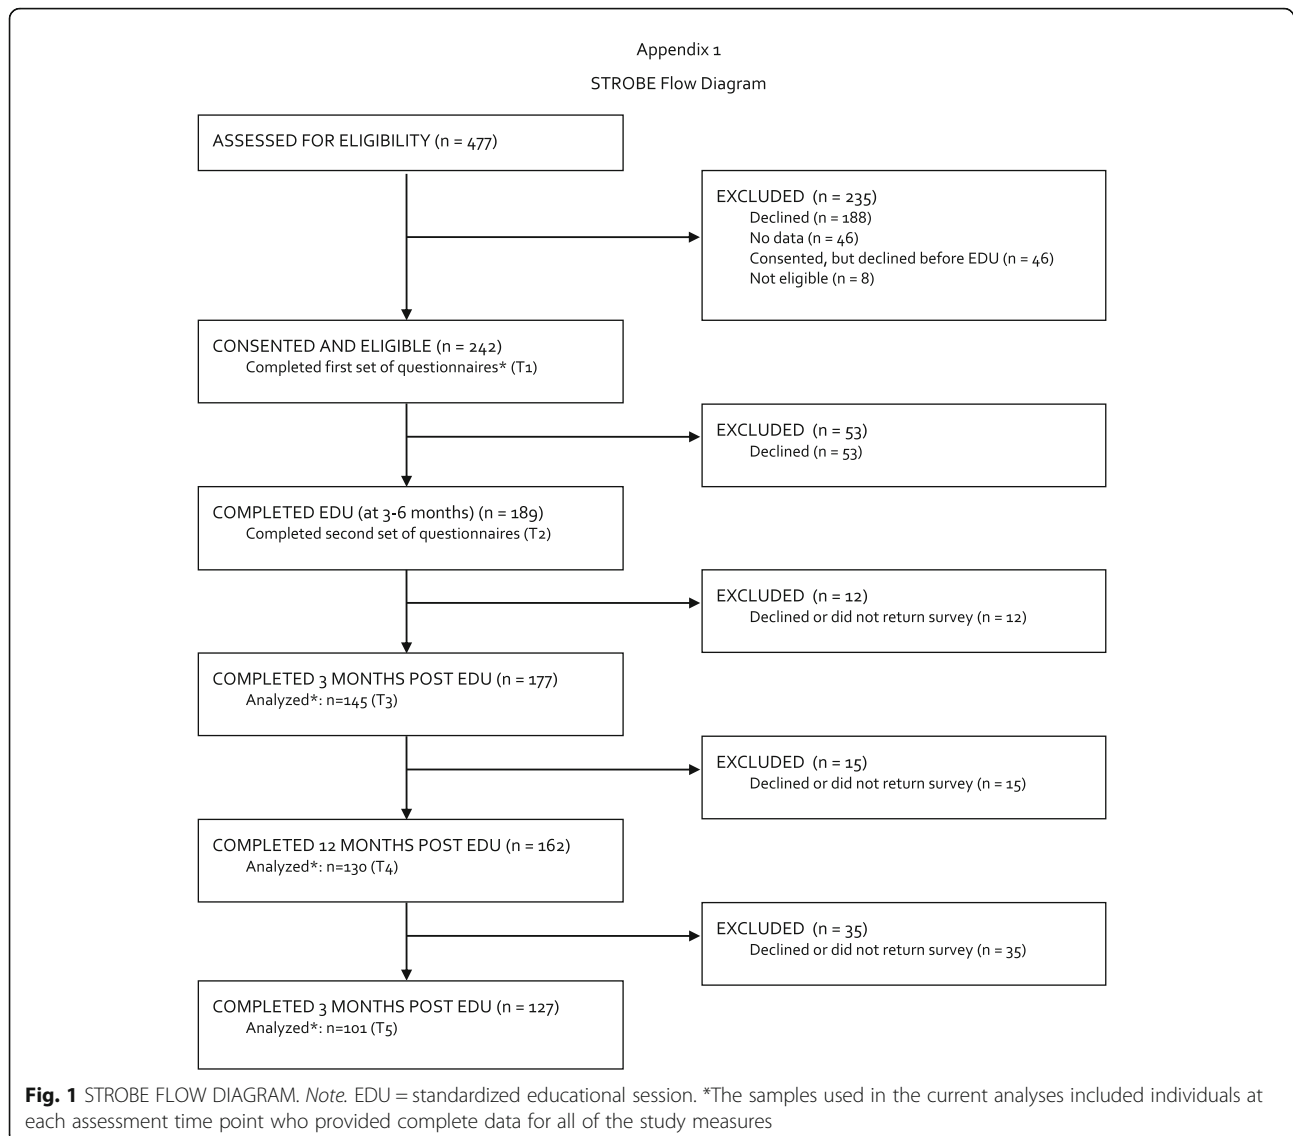 Appendix 1
STROBE Flow Diagram
ASSESSED FOR ELIGIBILITY (n = 477)
EXCLUDED (n = 235)
Declined (n = 188)
No data (n = 46)
Consented, but declined before EDU (n = 46)
Not eligible (n = 8)
CONSENTED AND ELIGIBLE (n = 242)
Completed first set of questionnaires* (T1)
EXCLUDED (n = 53)
Declined (n = 53)
COMPLETED EDU (at 3-6 months) (n = 189)
Completed second set of questionnaires (T2)
EXCLUDED (n = 12)
Declined or did not return survey (n = 12)
COMPLETED 3 MONTHS POST EDU (n = 177)
Analyzed*: n=145 (T3)
EXCLUDED (n = 15)
Declined or did not return survey (n = 15)
COMPLETED 12 MONTHS POST EDU (n = 162)
Analyzed*: n=130 (T4)
EXCLUDED (n = 35)
Declined or did not return survey (n = 35)
COMPLETED 3 MONTHS POST EDU (n = 127)
Analyzed*: n=101 (T5)
Fig. 1 STROBE FLOW DIAGRAM. Note. EDU = standardized educational session. *The samples used in the current analyses included individuals at
each assessment time point who provided complete data for all of the study measures